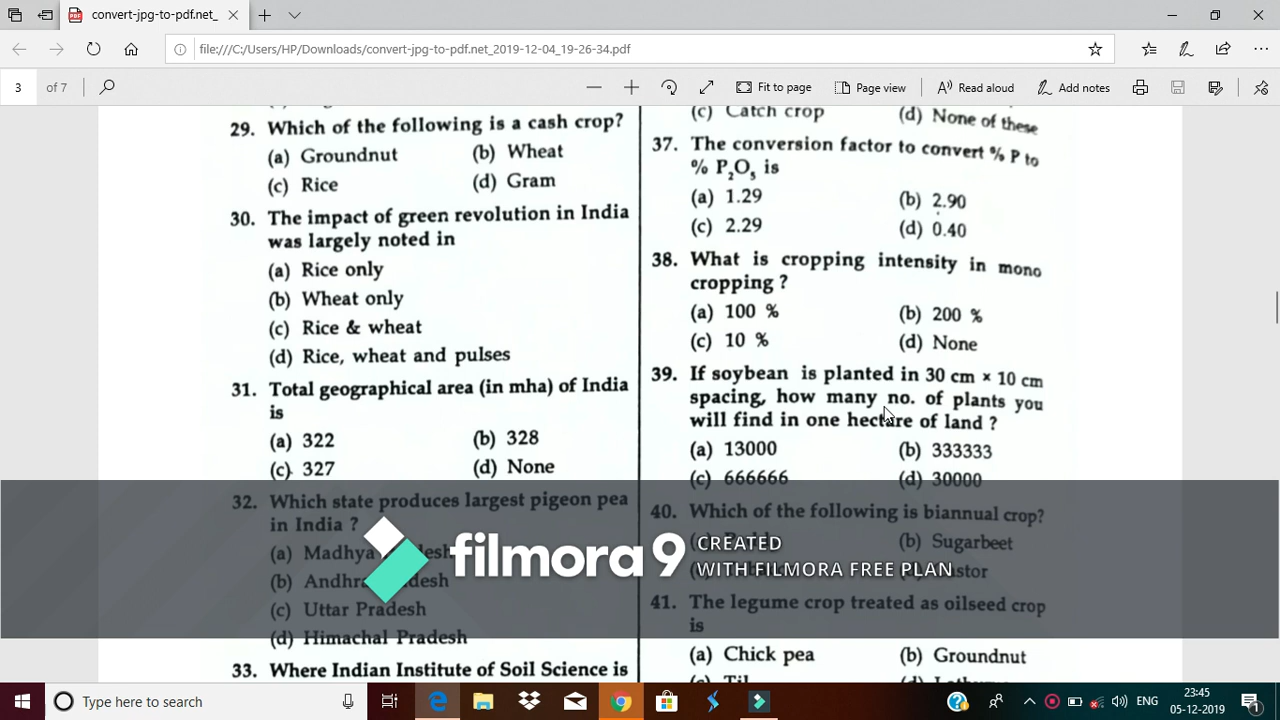 convert-jpg-to-pdf.net_
file:///C:/Users/HP/Downloads/convert-jpg-to-pdf.net_2019-12-04_19-26-34.pdf
3 of 7
Fit to page
Page view
Read aloud
Add notes
29. Which of the following is a cash crop?
(a) Groundnut (b) Wheat
(c) Rice (d) Gram
30. The impact of green revolution in India
was largely noted in
(a) Rice only
(b) Wheat only
(c) Rice & wheat
(d) Rice, wheat and pulses
31. Total geographical area (in mha) of India
is
(a) 322 (b) 328
(c) 327 (d) None
32. Which state produces largest pigeon pea
in India ?
(a) Madhya
(b) Andhra
(c) Uttar Pradesh
(d) Himachal Pradesh
33. Where Indian Institute of Soil Science is
(c) Catch crop (d) None of these
37. The conversion factor to convert % P to
% P₂O₅ is
(a) 1.29 (b) 2.90
(c) 2.29 (d) 0.40
38. What is cropping intensity in mono
cropping ?
(a) 100 % (b) 200 %
(c) 10 % (d) None
39. If soybean is planted in 30 cm × 10 cm
spacing, how many no. of plants you
will find in one hectare of land ?
(a) 13000 (b) 333333
(c) 666666 (d) 30000
40. Which of the following is biannual crop?
(b) Sugarbeet
41. The legume crop treated as oilseed crop
is
(a) Chick pea (b) Groundnut
filmora9
CREATED
WITH FILMORA FREE PLAN
Type here to search
ENG
23:45
05-12-2019
1